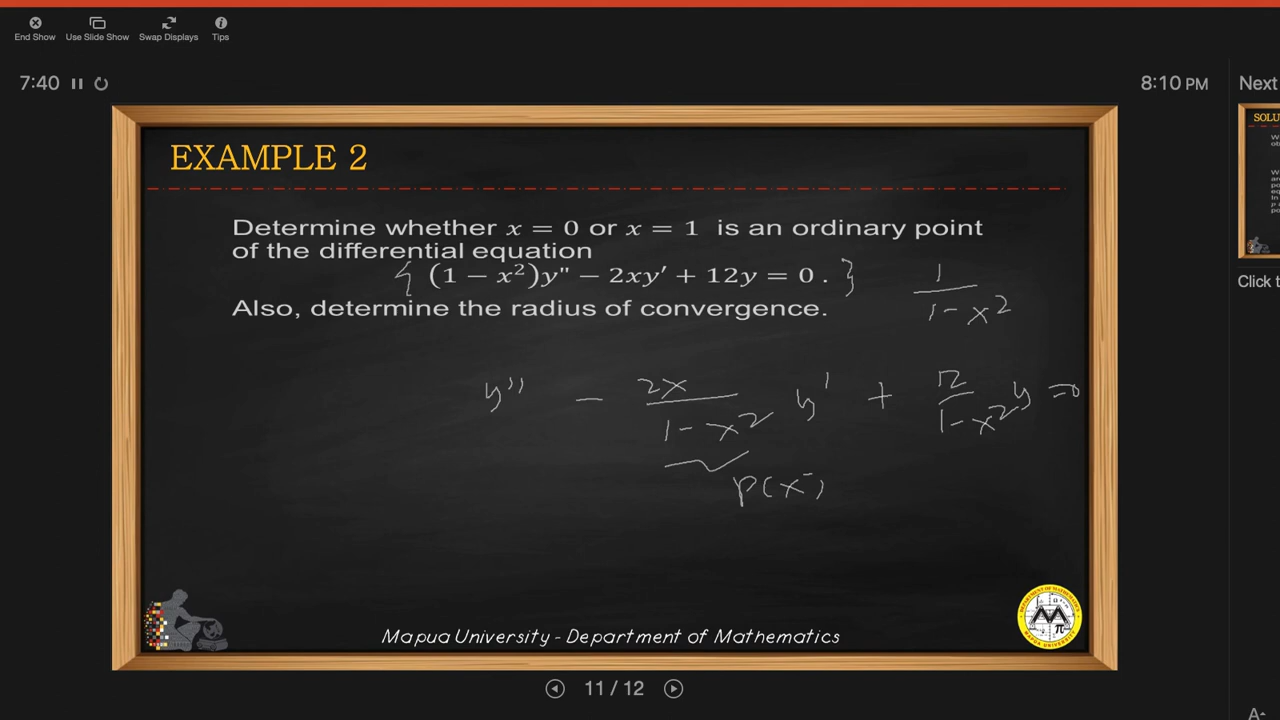 End Show
Use Slide Show
Swap Displays
Tips
7:40
8:10 PM
Next
EXAMPLE 2
SOLU
Determine whether x = 0 or x = 1 is an ordinary point
of the differential equation
{ (1 − x²)y" − 2xy′ + 12y = 0 . } 1/(1 − x²)
Also, determine the radius of convergence.
Click t
y'' − 2x/(1 − x²) y' + 12/(1 − x²) y = 0
p(x)
Mapua University - Department of Mathematics
11 / 12
A-